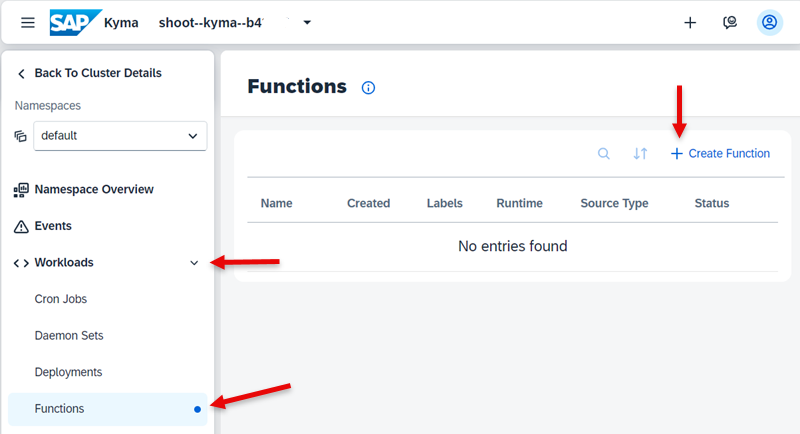 SAP Kyma shoot--kyma--b4
Back To Cluster Details
Namespaces
default
Namespace Overview
Events
Workloads
Cron Jobs
Daemon Sets
Deployments
Functions
Functions
Create Function
Name Created Labels Runtime Source Type Status
No entries found